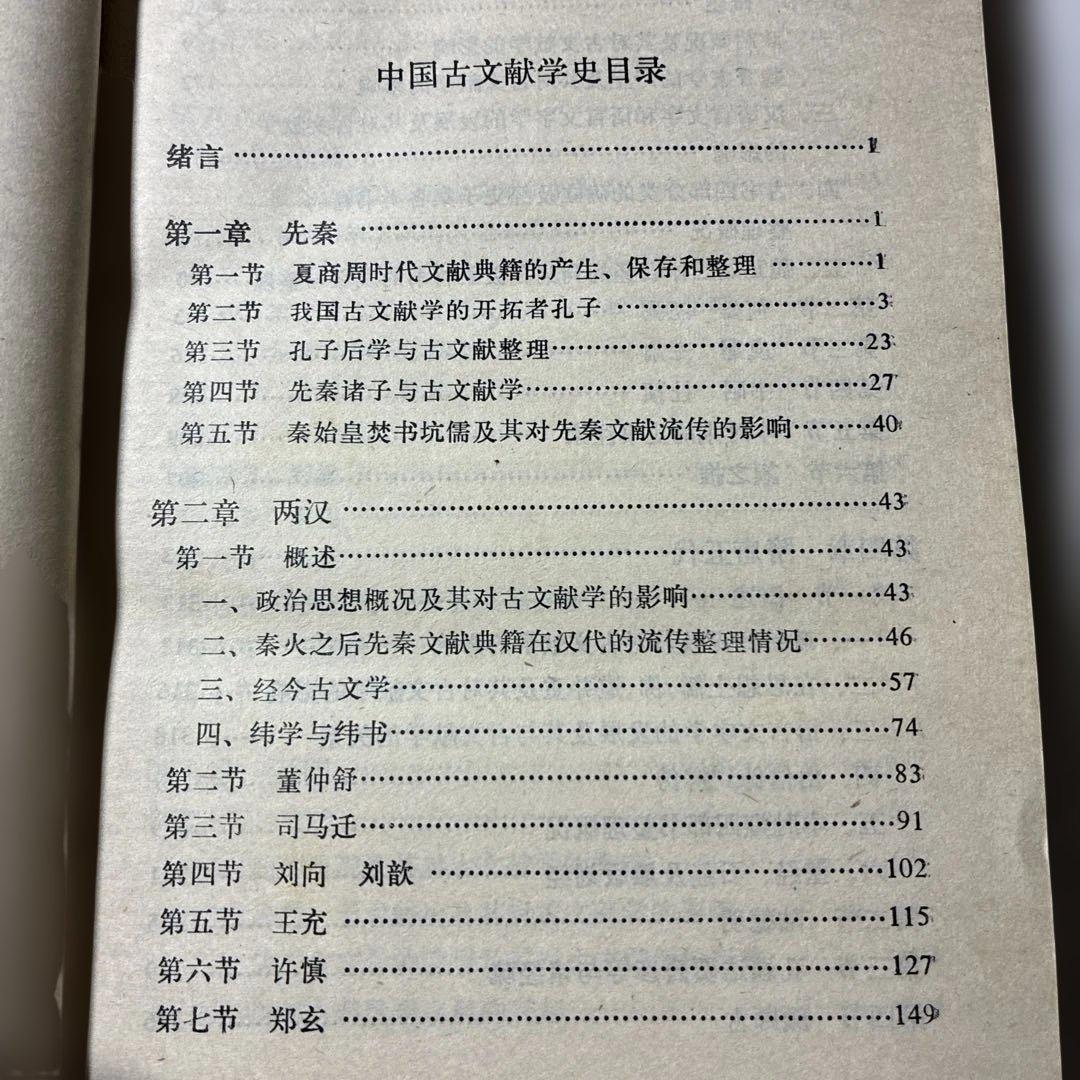 中国古文献学史目录
绪言……………………………………………………1
第一章 先秦……………………………………………1
第一节 夏商周时代文献典籍的产生、保存和整理…………1
第二节 我国古文献学的开拓者孔子……………………3
第三节 孔子后学与古文献整理…………………………23
第四节 先秦诸子与古文献学……………………………27
第五节 秦始皇焚书坑儒及其对先秦文献流传的影响………40
第二章 两汉……………………………………………43
第一节 概述……………………………………………43
一、政治思想概况及其对古文献学的影响………………43
二、秦火之后先秦文献典籍在汉代的流传整理情况………46
三、经今古文学…………………………………………57
四、纬学与纬书…………………………………………74
第二节 董仲舒…………………………………………83
第三节 司马迁…………………………………………91
第四节 刘向 刘歆……………………………………102
第五节 王充……………………………………………115
第六节 许慎……………………………………………127
第七节 郑玄……………………………………………149